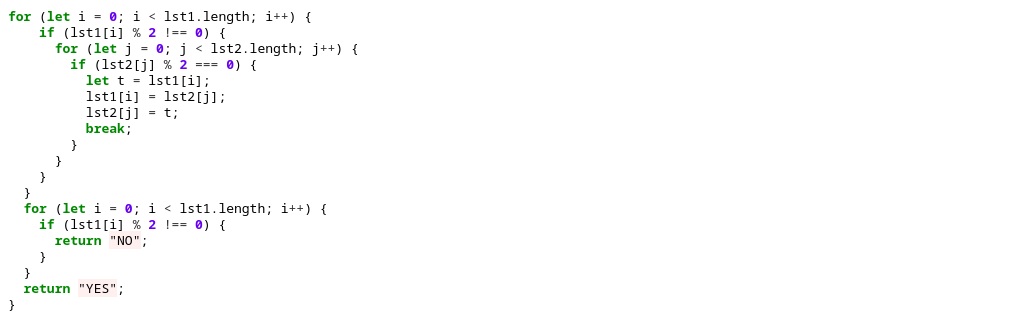 for (let i = 0; i < lst1.length; i++) {
    if (lst1[i] % 2 !== 0) {
      for (let j = 0; j < lst2.length; j++) {
        if (lst2[j] % 2 === 0) {
          let t = lst1[i];
          lst1[i] = lst2[j];
          lst2[j] = t;
          break;
        }
      }
    }
  }
  for (let i = 0; i < lst1.length; i++) {
    if (lst1[i] % 2 !== 0) {
      return "NO";
    }
  }
  return "YES";
}